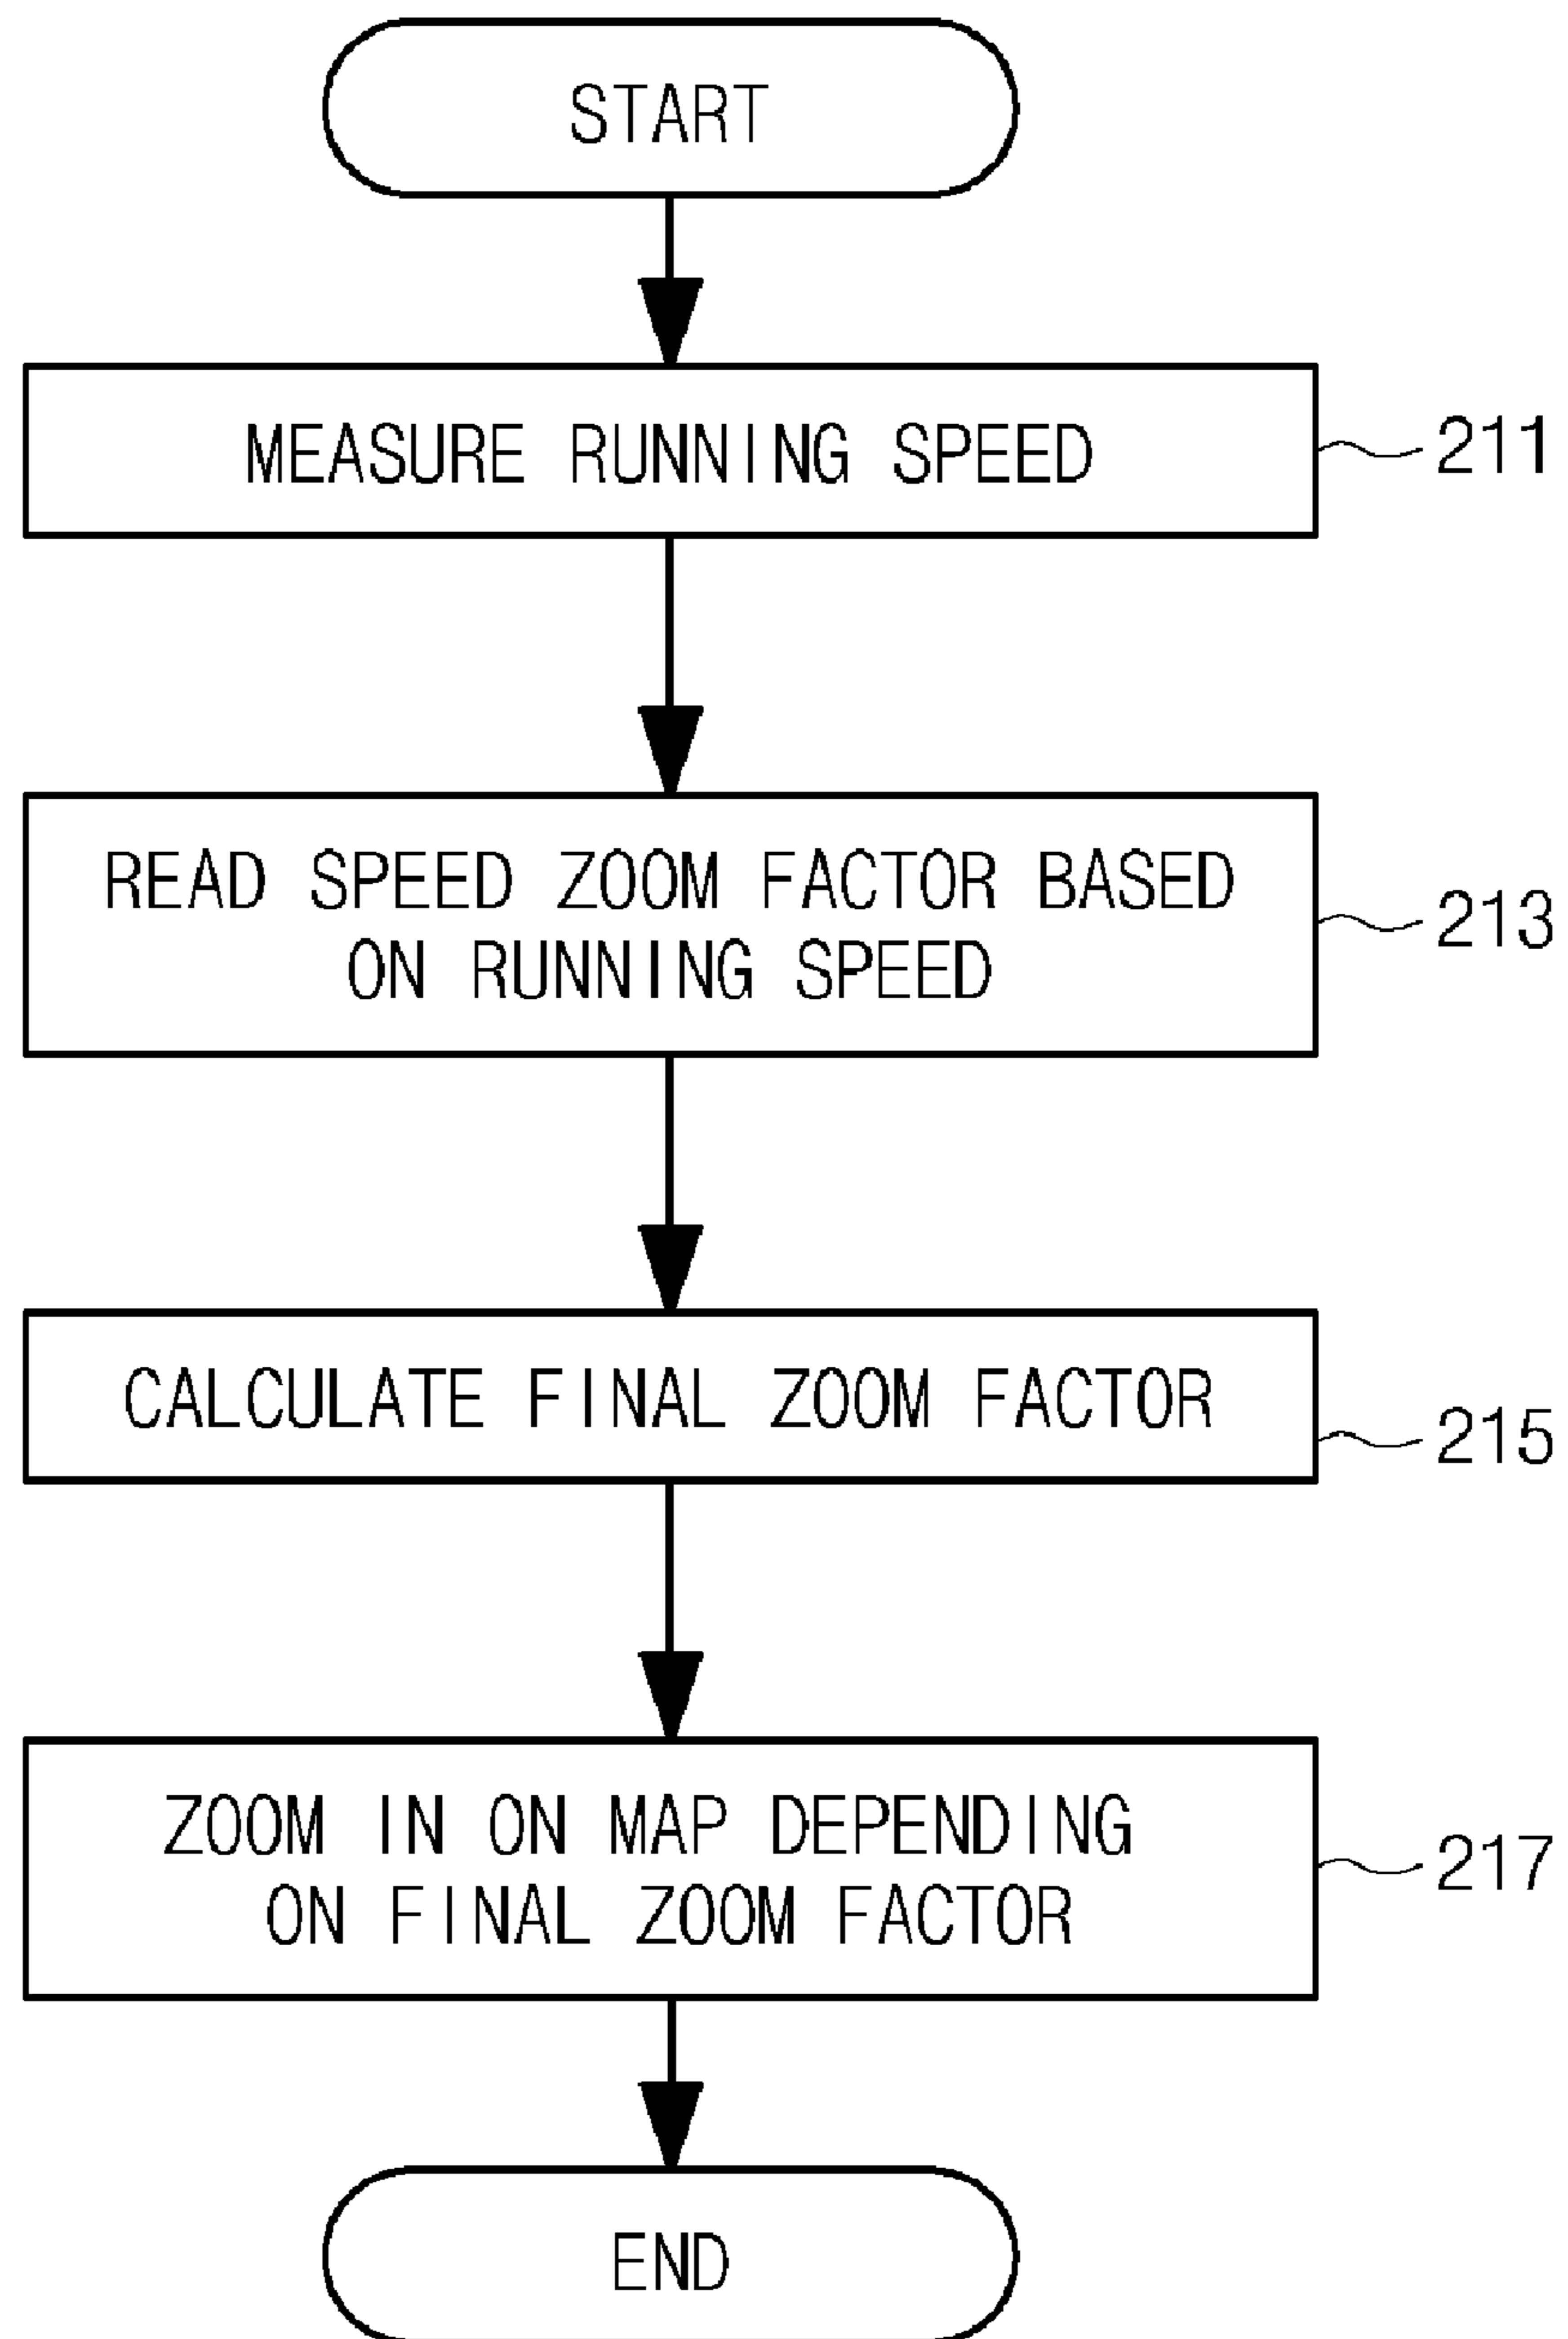 START
MEASURE RUNNING SPEED
211
READ SPEED ZOOM FACTOR BASED
ON RUNNING SPEED
213
CALCULATE FINAL ZOOM FACTOR
215
ZOOM IN ON MAP DEPENDING
ON FINAL ZOOM FACTOR
217
END